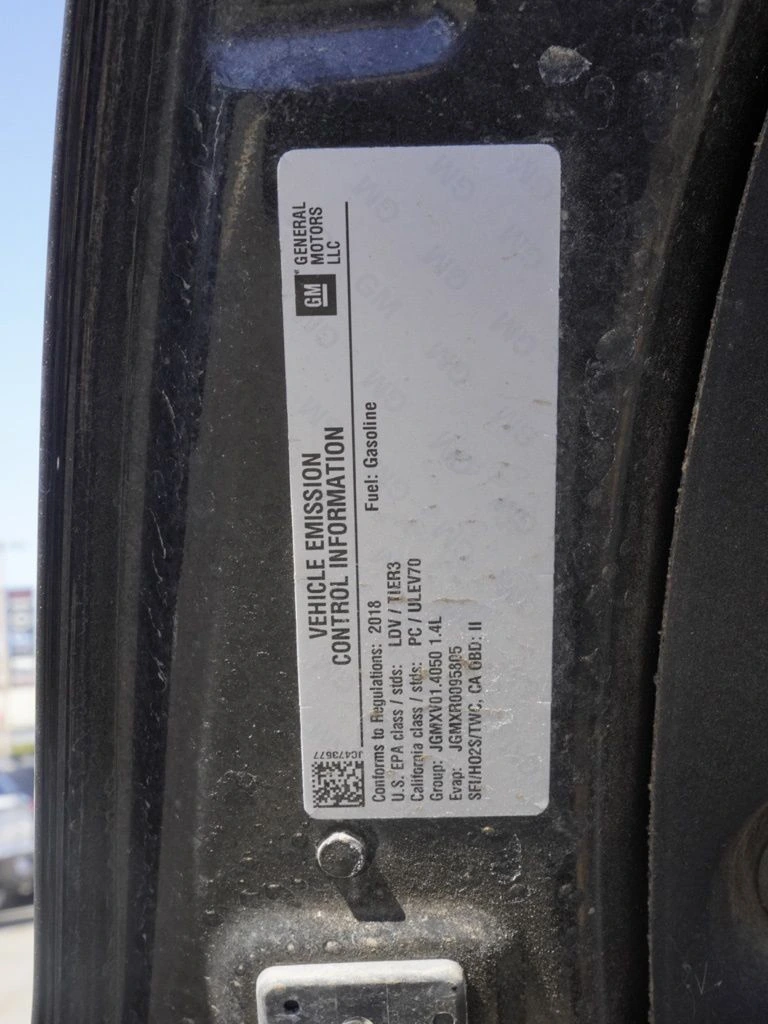 GM
GENERAL
MOTORS
LLC
VEHICLE EMISSION
CONTROL INFORMATION
JC473577
Conforms to Regulations: 2018
Fuel: Gasoline
U.S. EPA class / stds: LDV / TIER3
California class / stds: PC / ULEV70
Group: JGMXV01.4050 1.4L
Evap: JGMXR0095805
SFI/HO2S/TWC, CA OBD: II